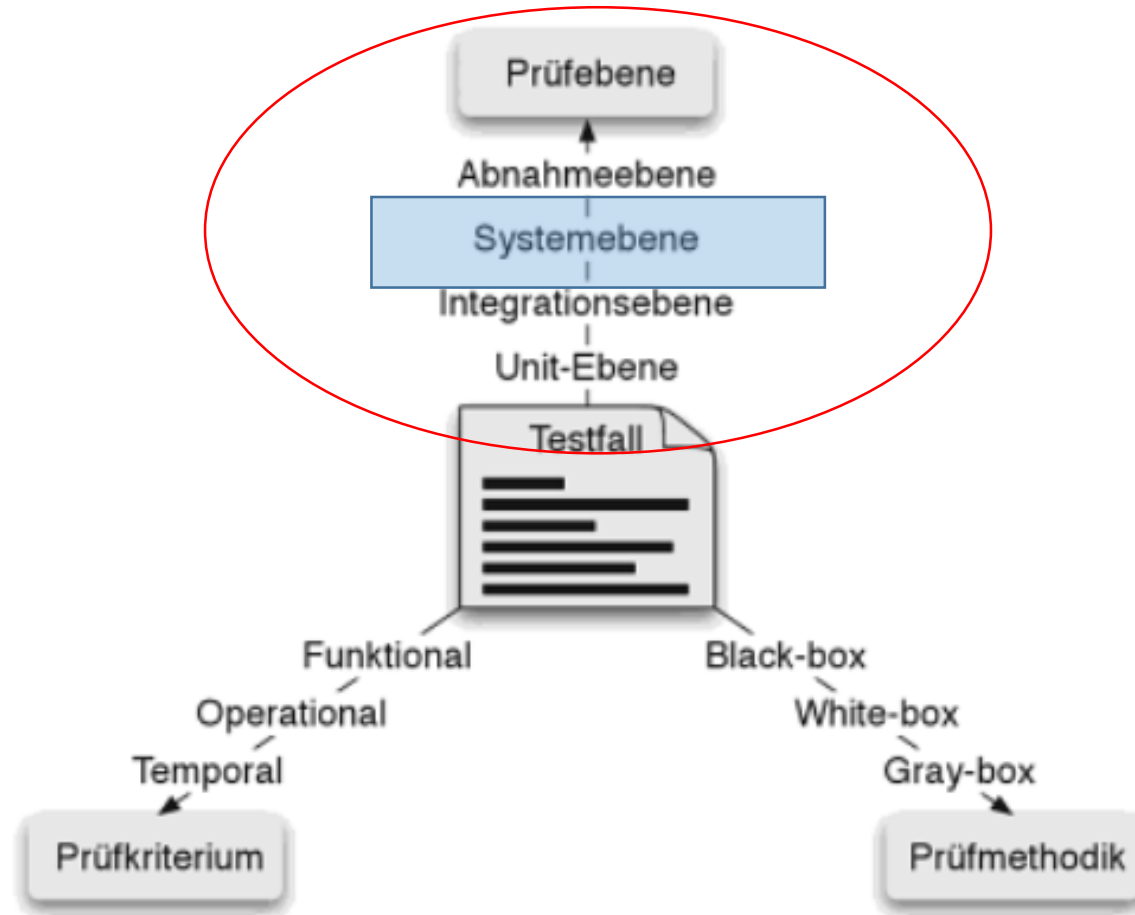 Prüfebene
Abnahmeebene
Systemebene
Integrationsebene
Unit-Ebene
Testfall
Funktional
Black-box
Operational
White-box
Temporal
Gray-box
Prüfkriterium
Prüfmethodik